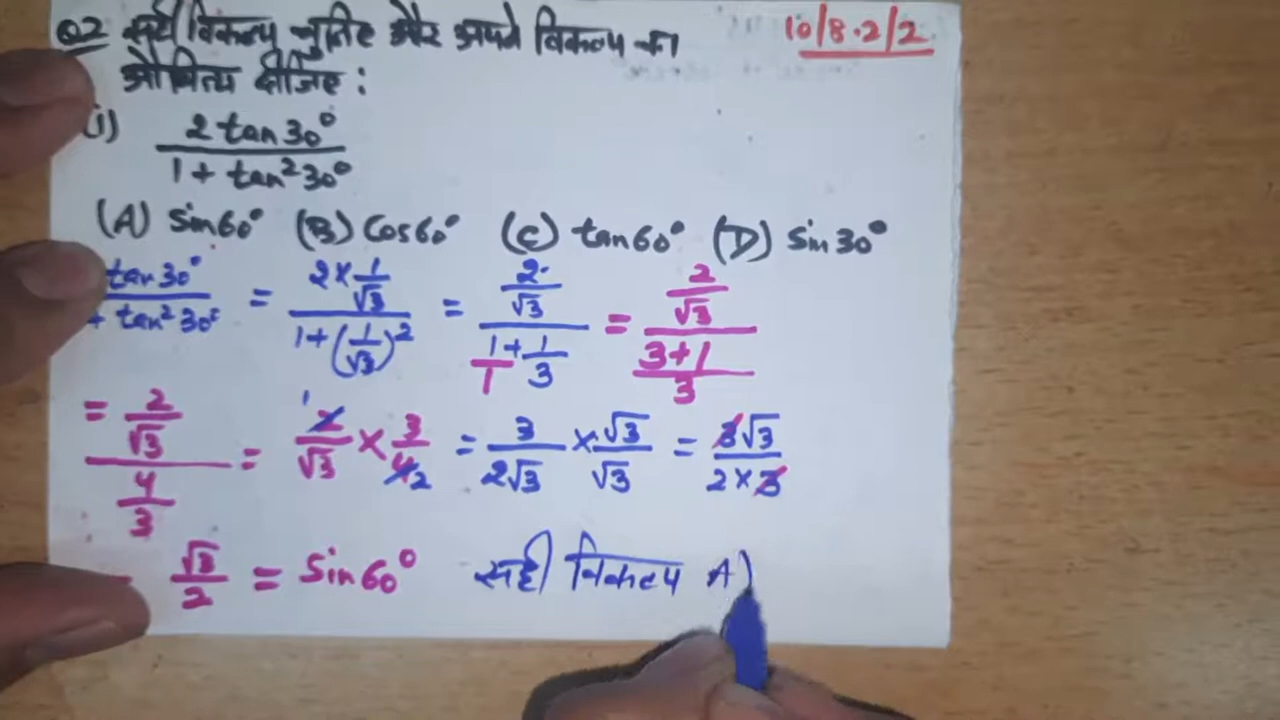 Q2 सही विकल्प चुनिए और अपने विकल्प का 10/8.2/2
औचित्य दीजिए :
i) 2 tan 30° / 1 + tan² 30°
(A) Sin 60° (B) Cos 60° (C) tan 60° (D) Sin 30°
tan 30° / + tan² 30° = 2 × 1/√3 / 1 + (1/√3)² = 2/√3 / 1/1 + 1/3 = 2/√3 / 3+1/3
= 2/√3 / 4/3 = 2/√3 × 3/4 2 = 3/2√3 × √3/√3 = 3√3 / 2×3
√3/2 = Sin 60° सही विकल्प A)